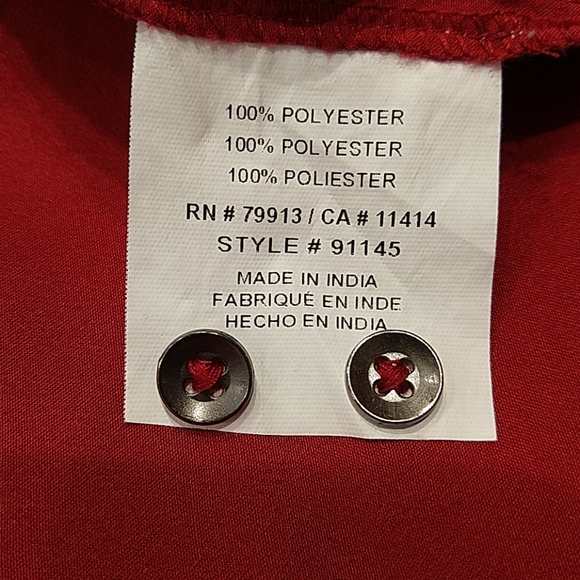 100% POLYESTER
100% POLYESTER
100% POLIESTER
RN # 79913 / CA # 11414
STYLE # 91145
MADE IN INDIA
FABRIQUÉ EN INDE
HECHO EN INDIA